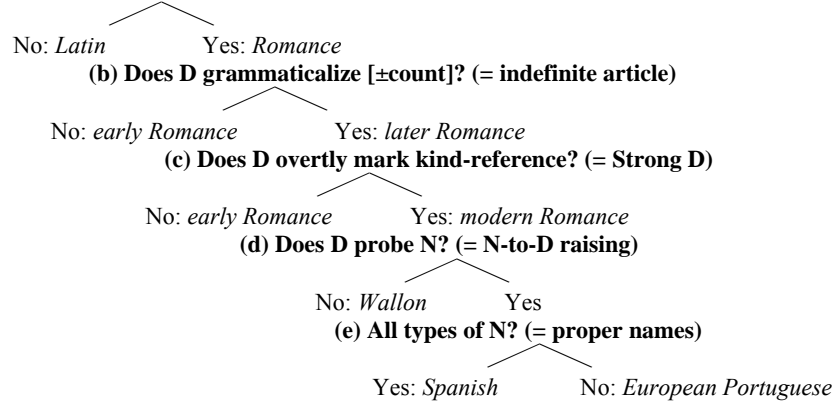 No: Latin Yes: Romance
(b) Does D grammaticalize [±count]? (= indefinite article)
No: early Romance Yes: later Romance
(c) Does D overtly mark kind-reference? (= Strong D)
No: early Romance Yes: modern Romance
(d) Does D probe N? (= N-to-D raising)
No: Wallon Yes
(e) All types of N? (= proper names)
Yes: Spanish No: European Portuguese